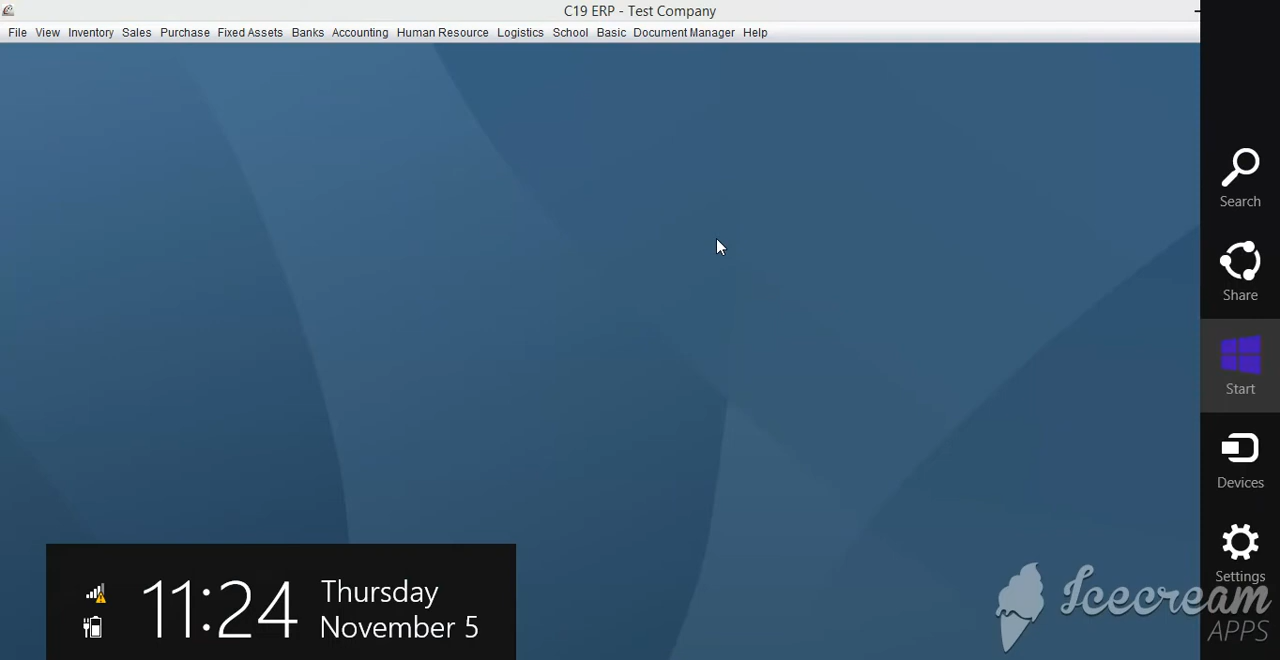 C19 ERP - Test Company
File View Inventory Sales Purchase Fixed Assets Banks Accounting Human Resource Logistics School Basic Document Manager Help
Search
Share
Start
Devices
Settings
11:24
Thursday
November 5
Icecream
APPS